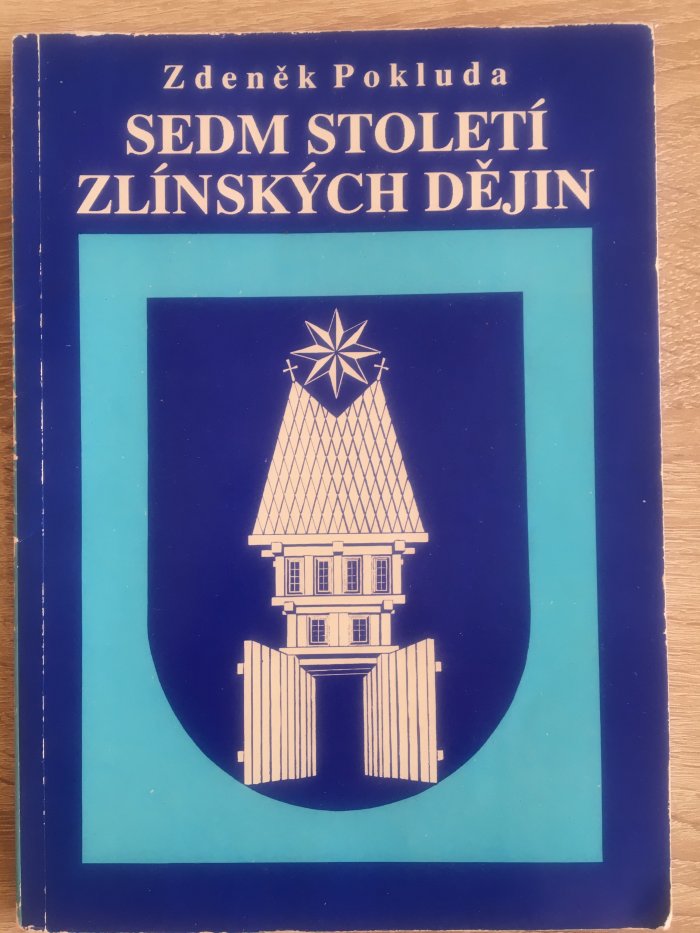 Zdeněk Pokluda
SEDM STOLETÍ
ZLÍNSKÝCH DĚJIN